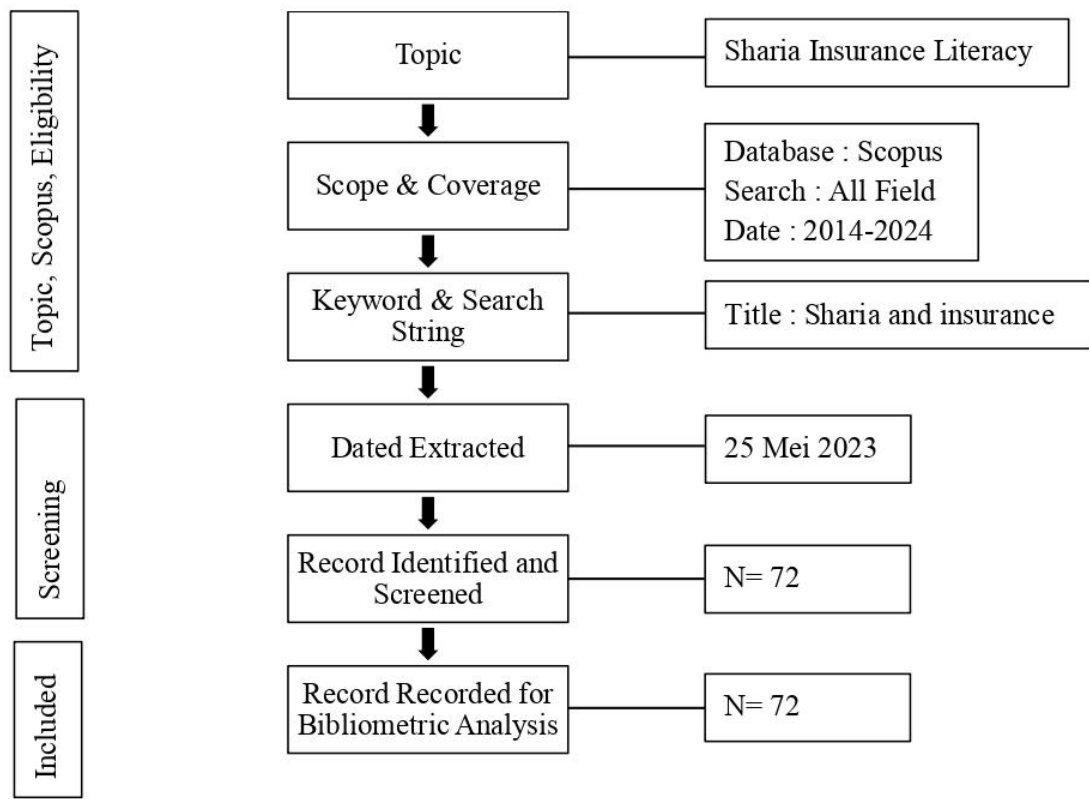 Topic, Scopus, Eligibility
Topic
Sharia Insurance Literacy
Scope & Coverage
Database : Scopus
Search : All Field
Date : 2014-2024
Keyword & Search
String
Title : Sharia and insurance
Screening
Dated Extracted
25 Mei 2023
Record Identified and
Screened
N= 72
Included
Record Recorded for
Bibliometric Analysis
N= 72